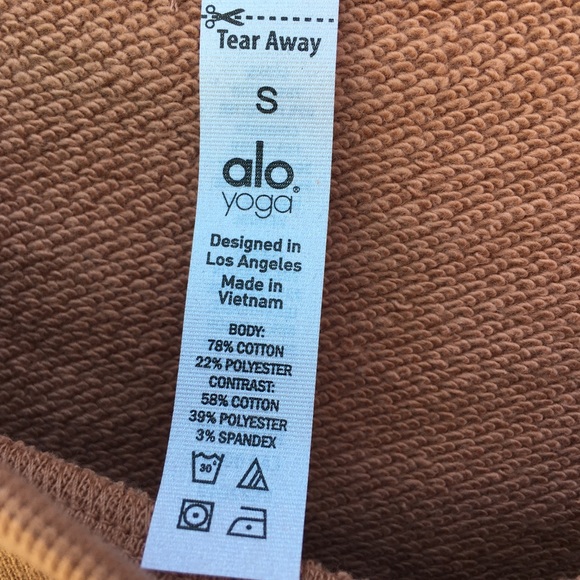 Tear Away
S
alo®
yoga
Designed in
Los Angeles
Made in
Vietnam
BODY:
78% COTTON
22% POLYESTER
CONTRAST:
58% COTTON
39% POLYESTER
3% SPANDEX
30°